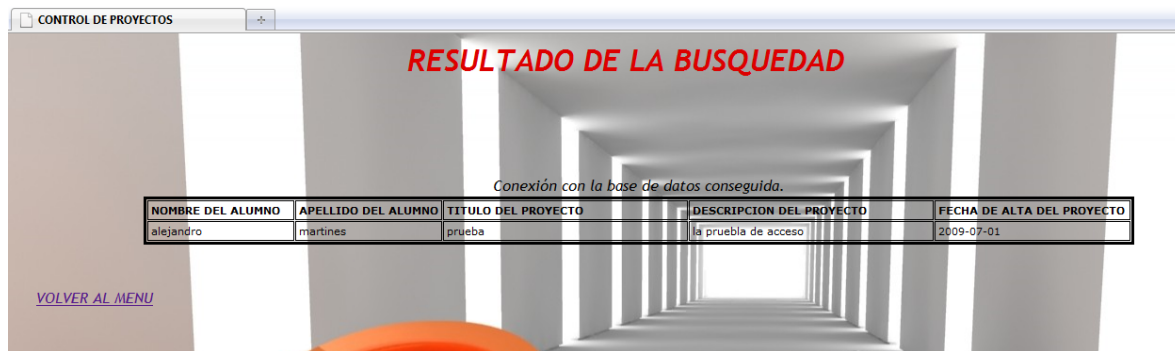 CONTROL DE PROYECTOS
RESULTADO DE LA BUSQUEDAD
Conexión con la base de datos conseguida.
NOMBRE DEL ALUMNO APELLIDO DEL ALUMNO TITULO DEL PROYECTO DESCRIPCION DEL PROYECTO FECHA DE ALTA DEL PROYECTO
alejandro martines prueba la pruebla de acceso 2009-07-01
VOLVER AL MENU